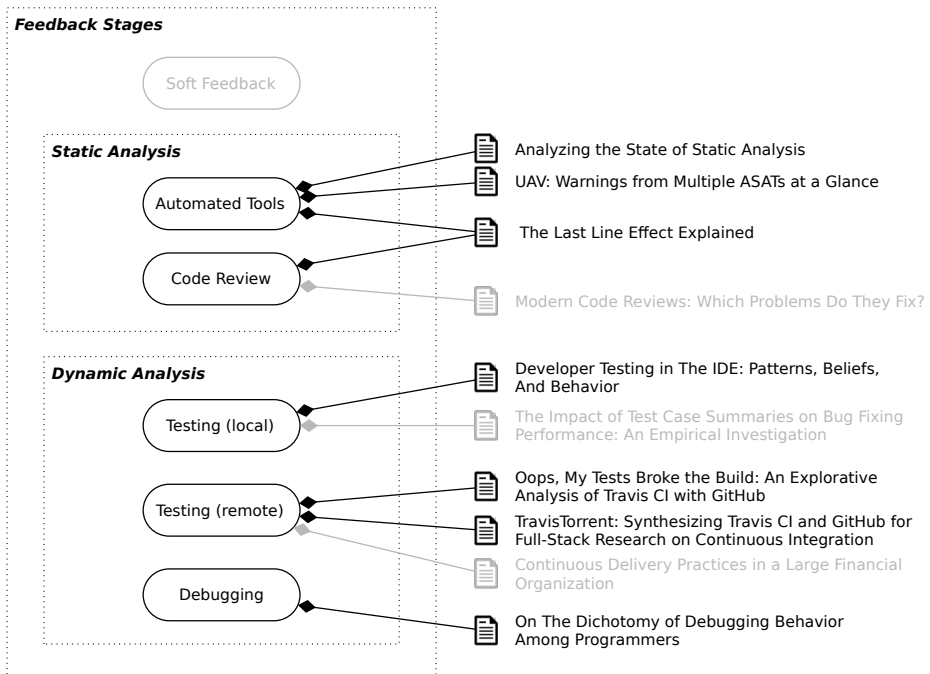 Feedback Stages
Soft Feedback
Static Analysis
Automated Tools
Code Review
Analyzing the State of Static Analysis
UAV: Warnings from Multiple ASATs at a Glance
The Last Line Effect Explained
Modern Code Reviews: Which Problems Do They Fix?
Dynamic Analysis
Testing (local)
Testing (remote)
Debugging
Developer Testing in The IDE: Patterns, Beliefs,
And Behavior
The Impact of Test Case Summaries on Bug Fixing
Performance: An Empirical Investigation
Oops, My Tests Broke the Build: An Explorative
Analysis of Travis CI with GitHub
TravisTorrent: Synthesizing Travis CI and GitHub for
Full-Stack Research on Continuous Integration
Continuous Delivery Practices in a Large Financial
Organization
On The Dichotomy of Debugging Behavior
Among Programmers